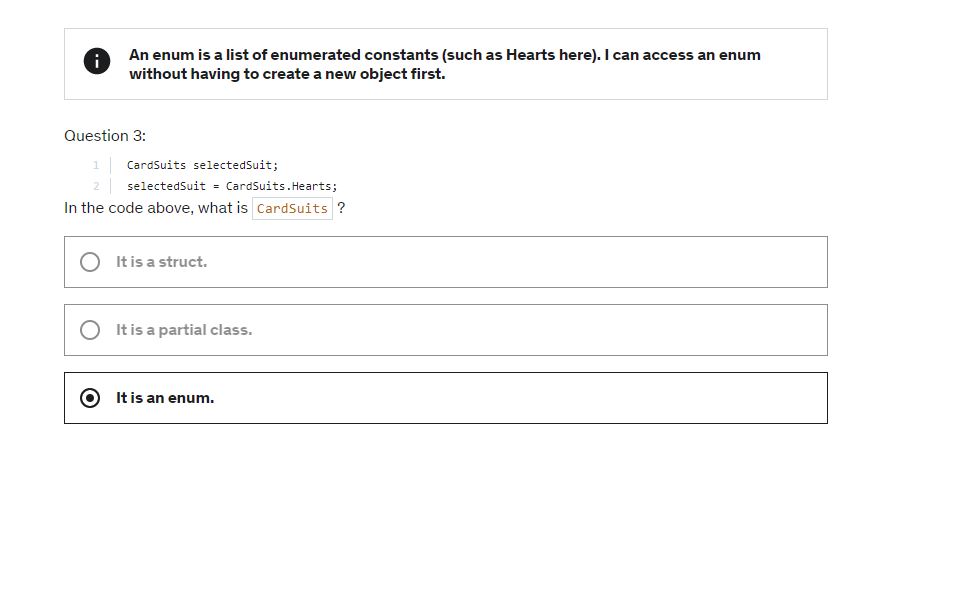 An enum is a list of enumerated constants (such as Hearts here). I can access an enum
without having to create a new object first.
Question 3:
1 CardSuits selectedSuit;
2 selectedSuit = CardSuits.Hearts;
In the code above, what is CardSuits ?
It is a struct.
It is a partial class.
It is an enum.